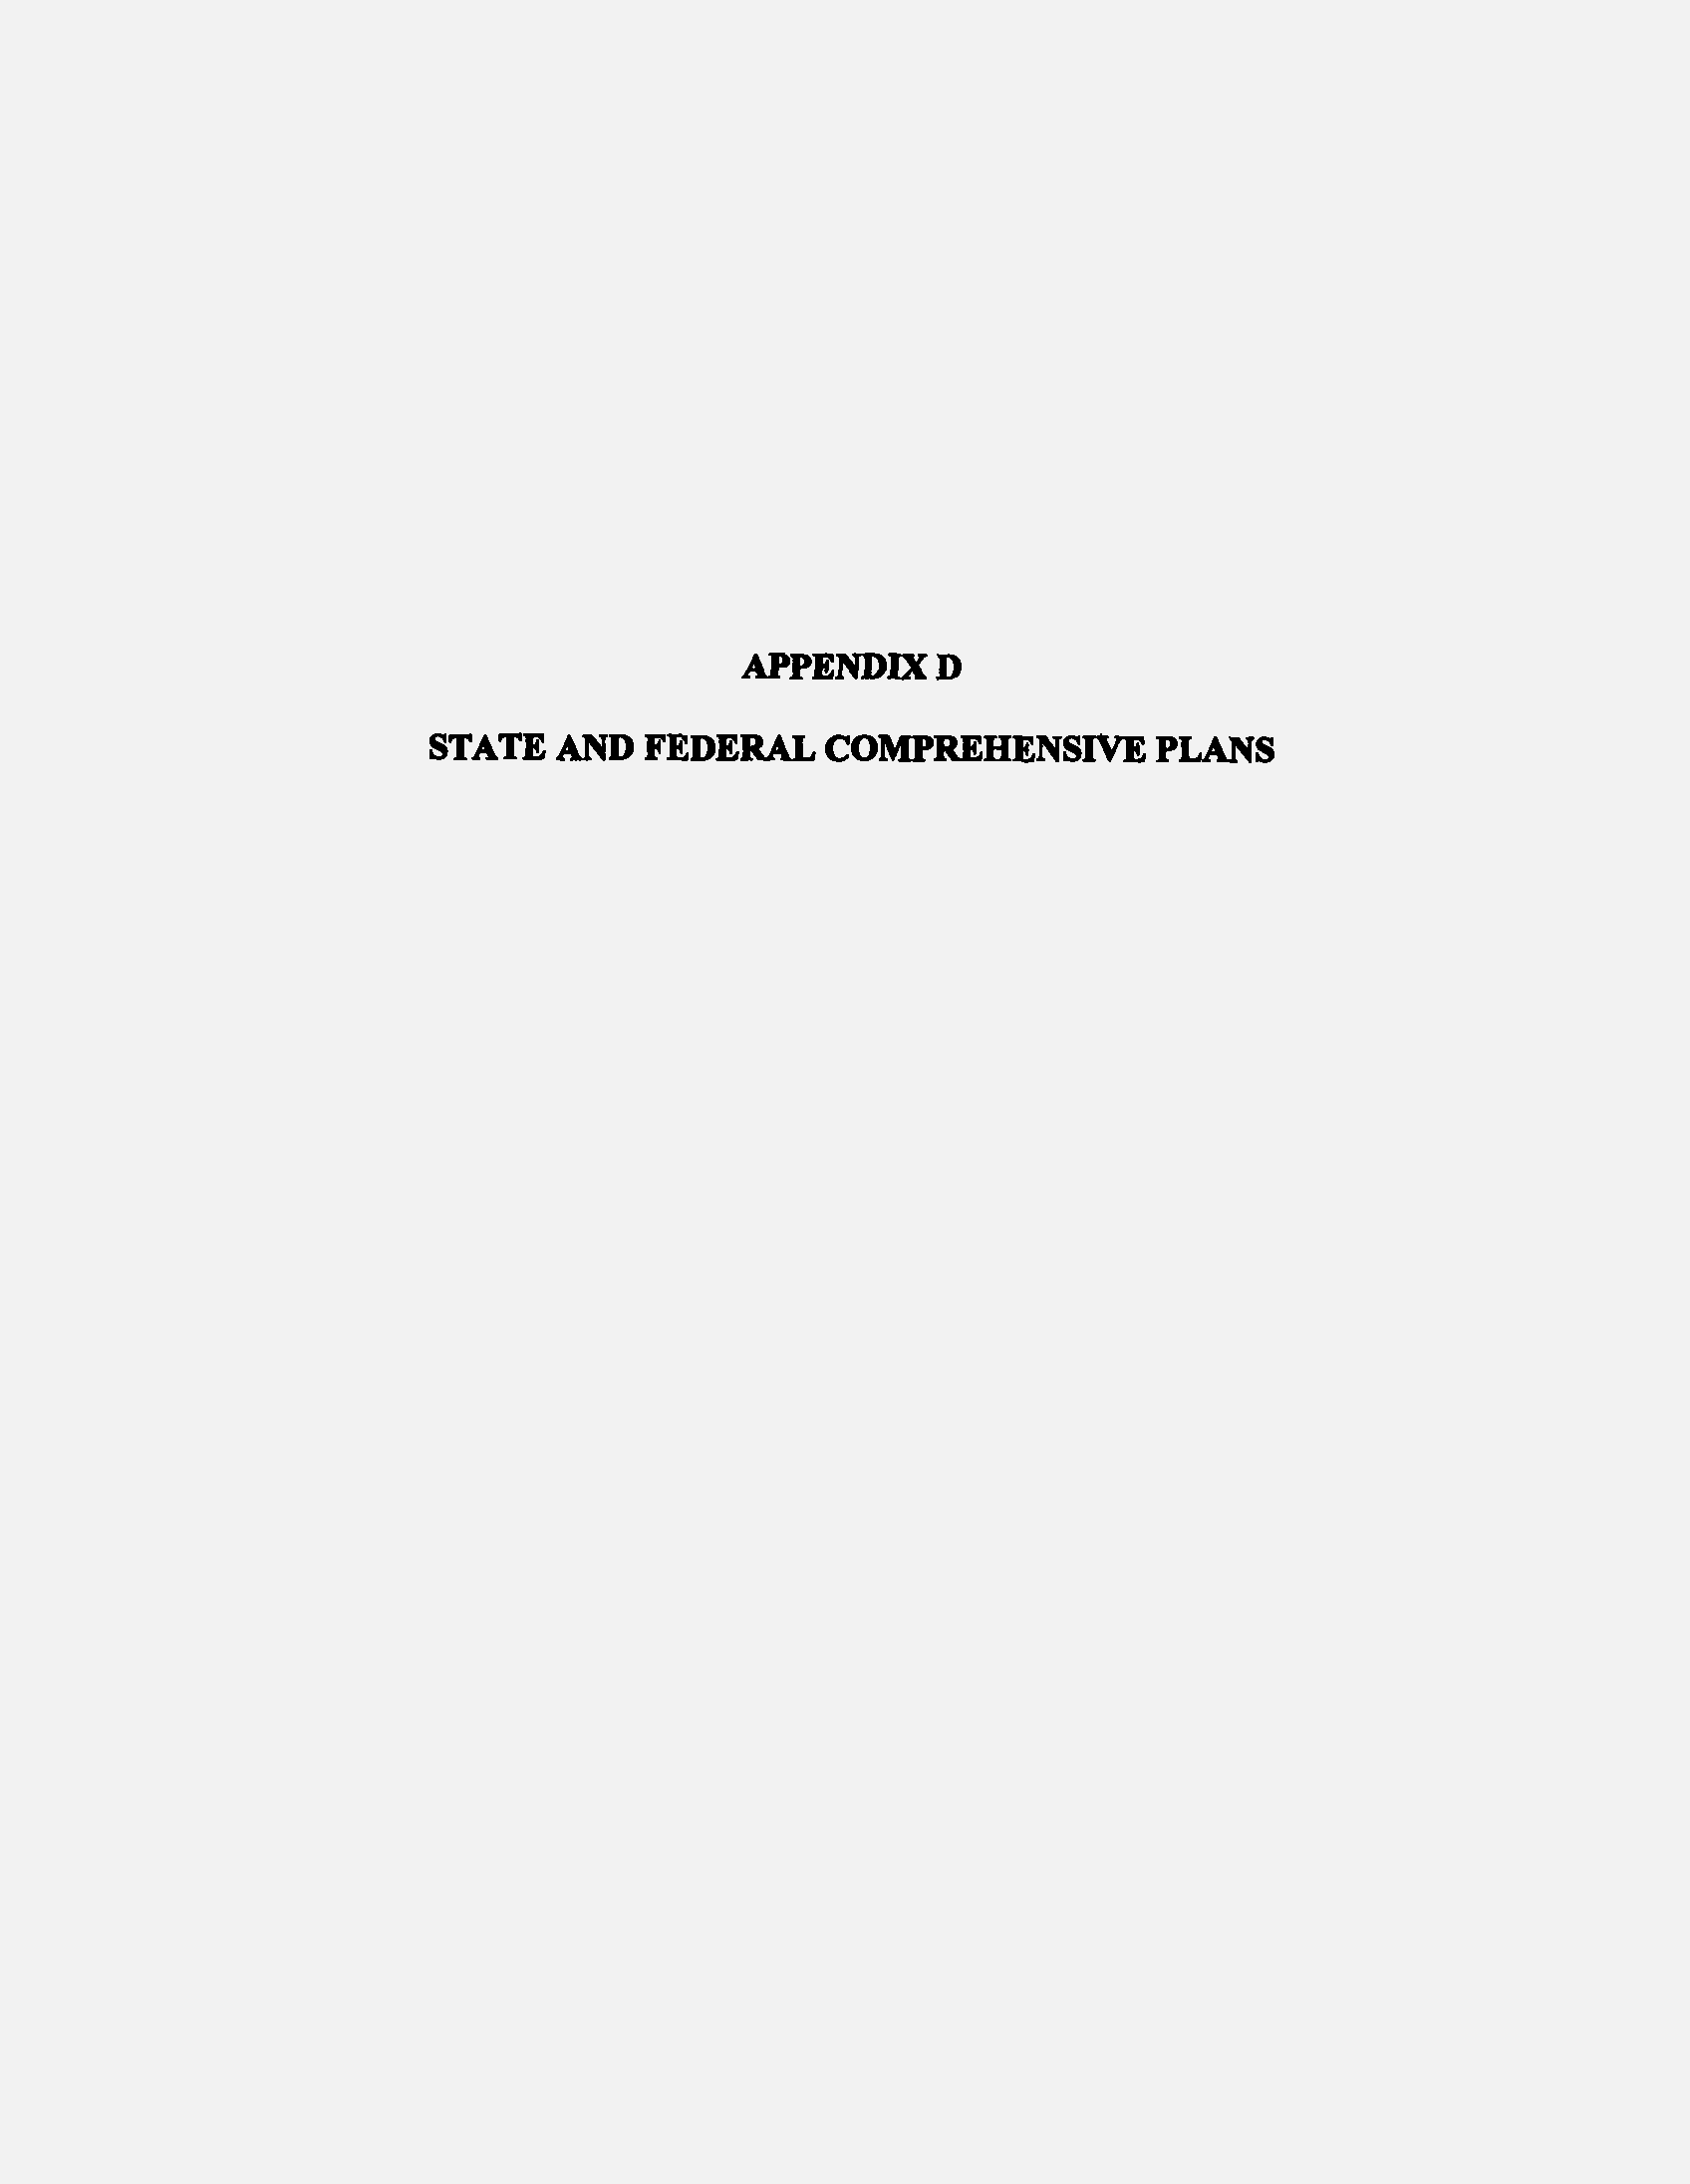 APPENDIX D
STATE AND FEDERAL COMPREHENSIVE PLANS